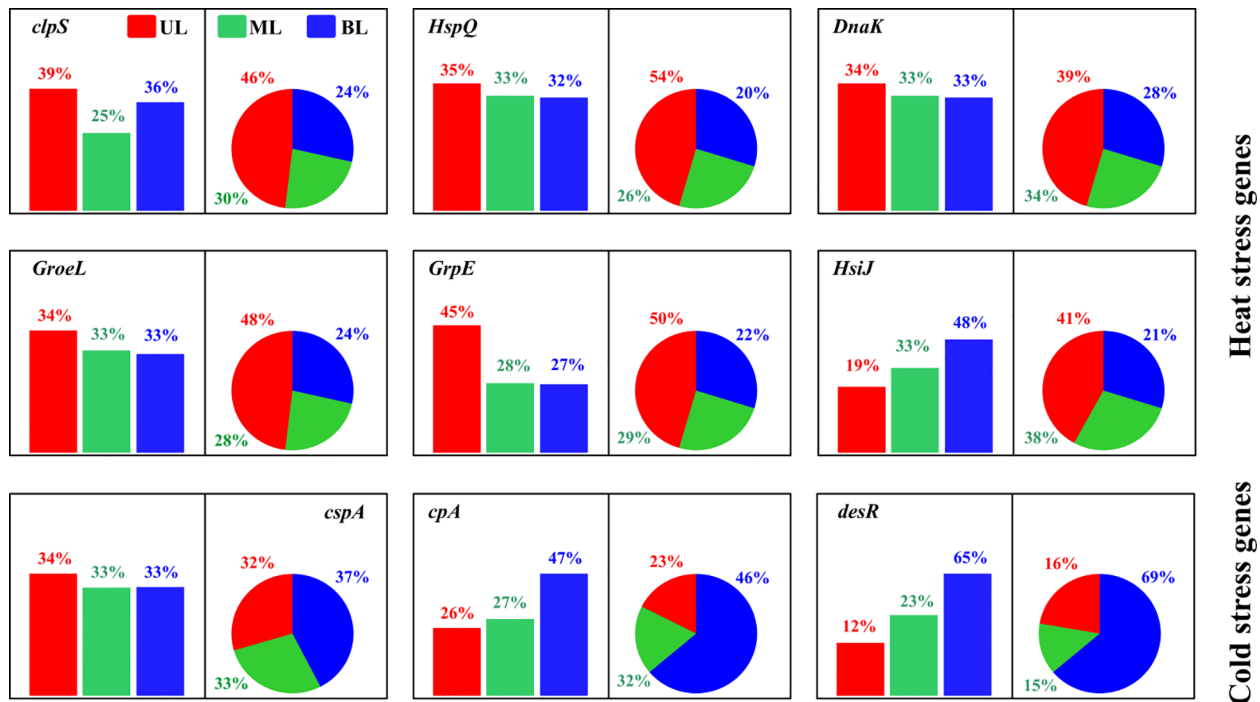 clpS UL ML BL
39% 25% 36%
46% 24% 30%
HspQ
35% 33% 32%
54% 20% 26%
DnaK
34% 33% 33%
39% 28% 34%
Heat stress genes
GroeL
34% 33% 33%
48% 24% 28%
GrpE
45% 28% 27%
50% 22% 29%
HsiJ
19% 33% 48%
41% 21% 38%
cspA
34% 33% 33%
32% 37% 33%
cpA
26% 27% 47%
23% 46% 32%
desR
12% 23% 65%
16% 69% 15%
Cold stress genes